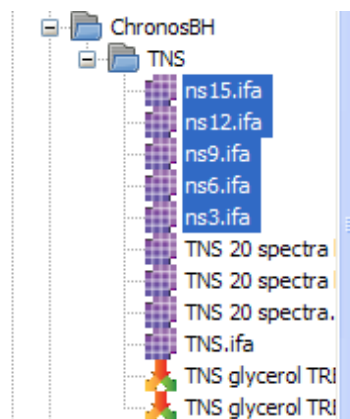 ChronosBH
TNS
ns15.ifa
ns12.ifa
ns9.ifa
ns6.ifa
ns3.ifa
TNS 20 spectra
TNS 20 spectra
TNS 20 spectra.
TNS.ifa
TNS glycerol TRI
TNS glycerol TRI